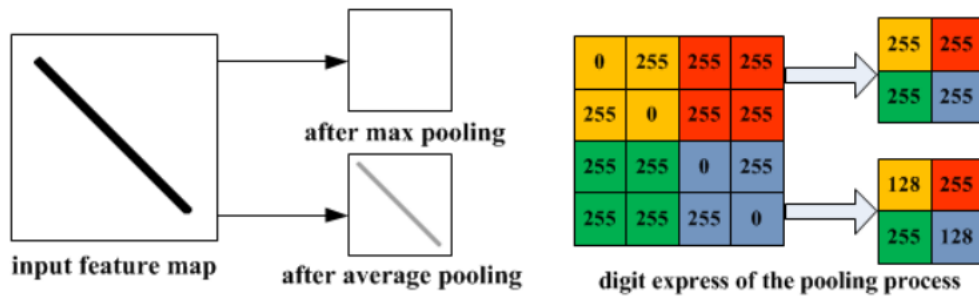 input feature map
after max pooling
after average pooling
0 255 255 255
255 0 255 255
255 255 0 255
255 255 255 0
255 255
255 255
128 255
255 128
digit express of the pooling process